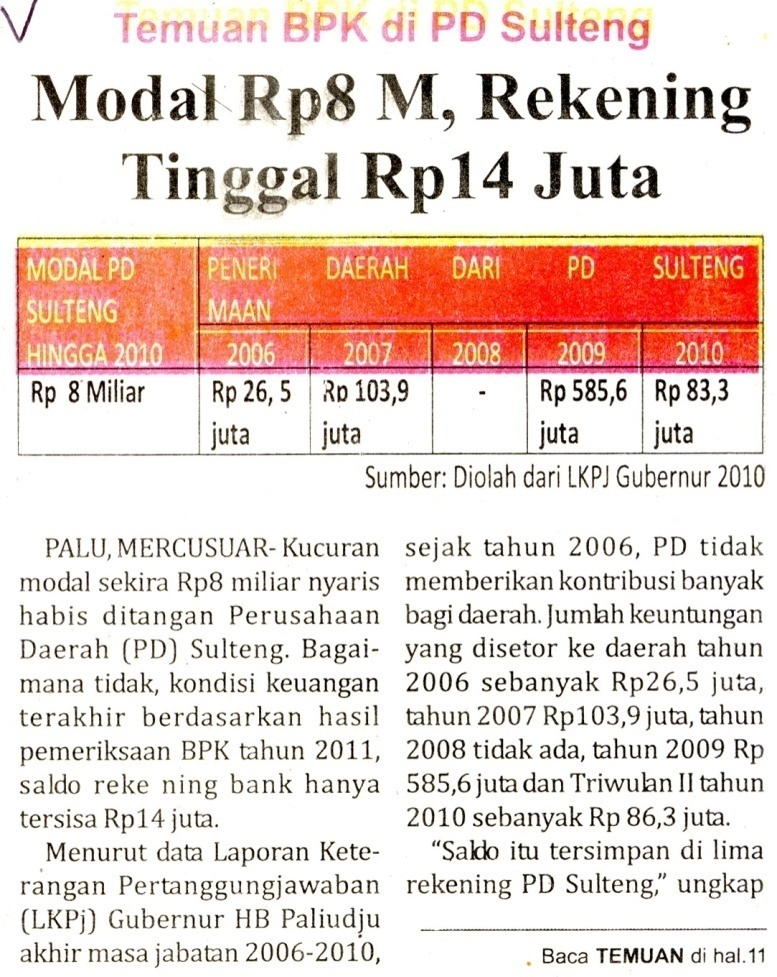 Temuan BPK di PD Sulteng
Modal Rp8 M, Rekening
Tinggal Rp14 Juta
MODAL PD SULTENG HINGGA 2010
PENERI MAAN DAERAH DARI PD SULTENG
2006 2007 2008 2009 2010
Rp 8 Miliar Rp 26, 5 juta Rp 103,9 juta - Rp 585,6 juta Rp 83,3 juta
Sumber: Diolah dari LKPJ Gubernur 2010
PALU, MERCUSUAR- Kucuran
modal sekira Rp8 miliar nyaris
habis ditangan Perusahaan
Daerah (PD) Sulteng. Bagai-
mana tidak, kondisi keuangan
terakhir berdasarkan hasil
pemeriksaan BPK tahun 2011,
saldo reke ning bank hanya
tersisa Rp14 juta.
Menurut data Laporan Kete-
rangan Pertanggungjawaban
(LKPj) Gubernur HB Paliudju
akhir masa jabatan 2006-2010,
sejak tahun 2006, PD tidak
memberikan kontribusi banyak
bagi daerah. Jumlah keuntungan
yang disetor ke daerah tahun
2006 sebanyak Rp26,5 juta,
tahun 2007 Rp103,9 juta, tahun
2008 tidak ada, tahun 2009 Rp
585,6 juta dan Triwulan II tahun
2010 sebanyak Rp 86,3 juta.
“Saldo itu tersimpan di lima
rekening PD Sulteng,” ungkap
Baca TEMUAN di hal.11